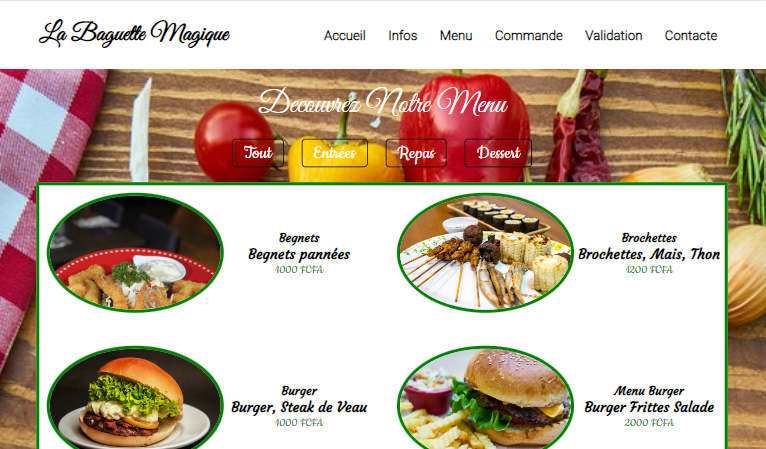 La Baguette Magique
Accueil Infos Menu Commande Validation Contacte
Decouvrez Notre Menu
Tout Entrées Repas Dessert
Begnets
Begnets pannées
1000 FCFA
Brochettes
Brochettes, Mais, Thon
1200 FCFA
Burger
Burger, Steak de Veau
1000 FCFA
Menu Burger
Burger Frittes Salade
2000 FCFA